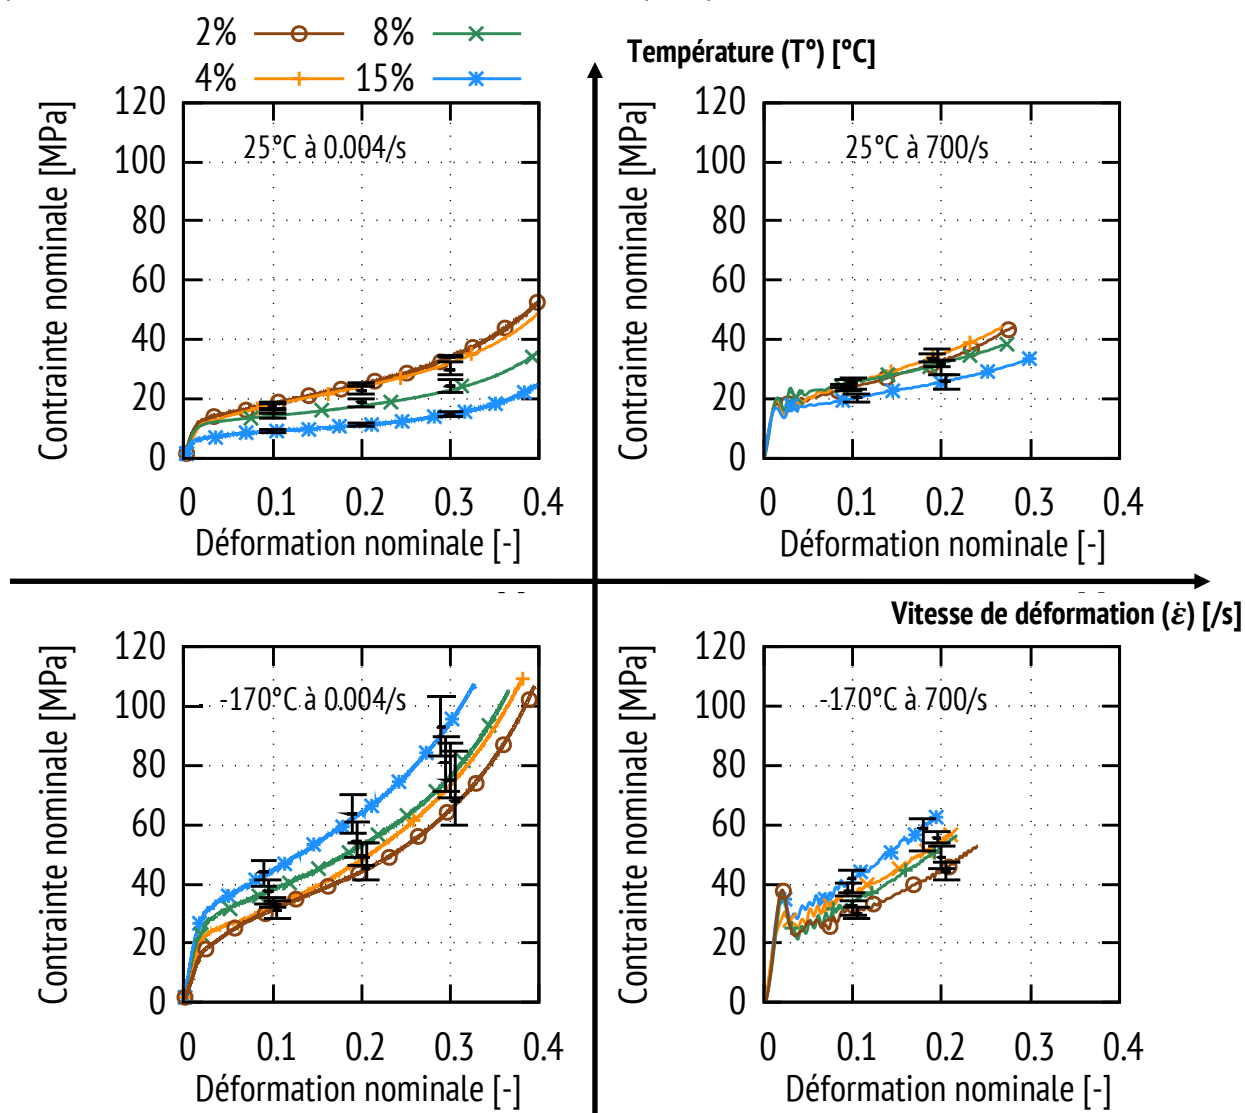 2% 8%
4% 15%
Température (T°) [°C]
Contrainte nominale [MPa]
120
100
80
60
40
20
0
25°C à 0.004/s
0 0.1 0.2 0.3 0.4
Déformation nominale [-]
Contrainte nominale [MPa]
120
100
80
60
40
20
0
25°C à 700/s
0 0.1 0.2 0.3 0.4
Déformation nominale [-]
Vitesse de déformation (ε̇) [/s]
Contrainte nominale [MPa]
120
100
80
60
40
20
0
-170°C à 0.004/s
0 0.1 0.2 0.3 0.4
Déformation nominale [-]
Contrainte nominale [MPa]
120
100
80
60
40
20
0
-170°C à 700/s
0 0.1 0.2 0.3 0.4
Déformation nominale [-]